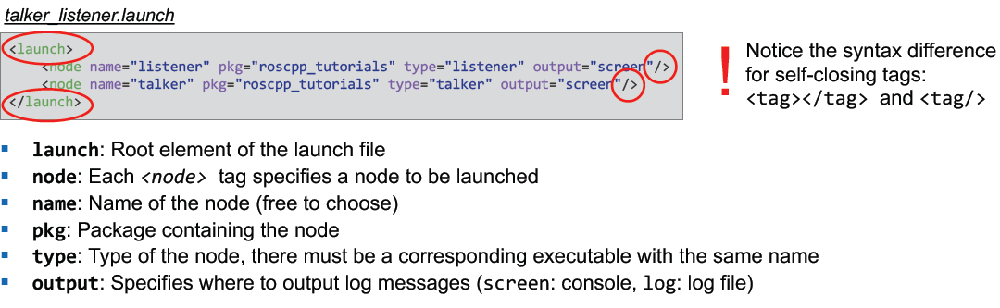 talker_listener.launch
<launch>
<node name="listener" pkg="roscpp_tutorials" type="listener" output="screen"/>
<node name="talker" pkg="roscpp_tutorials" type="talker" output="screen"/>
</launch>
! Notice the syntax difference
for self-closing tags:
<tag></tag> and <tag/>
▪ launch: Root element of the launch file
▪ node: Each <node> tag specifies a node to be launched
▪ name: Name of the node (free to choose)
▪ pkg: Package containing the node
▪ type: Type of the node, there must be a corresponding executable with the same name
▪ output: Specifies where to output log messages (screen: console, log: log file)